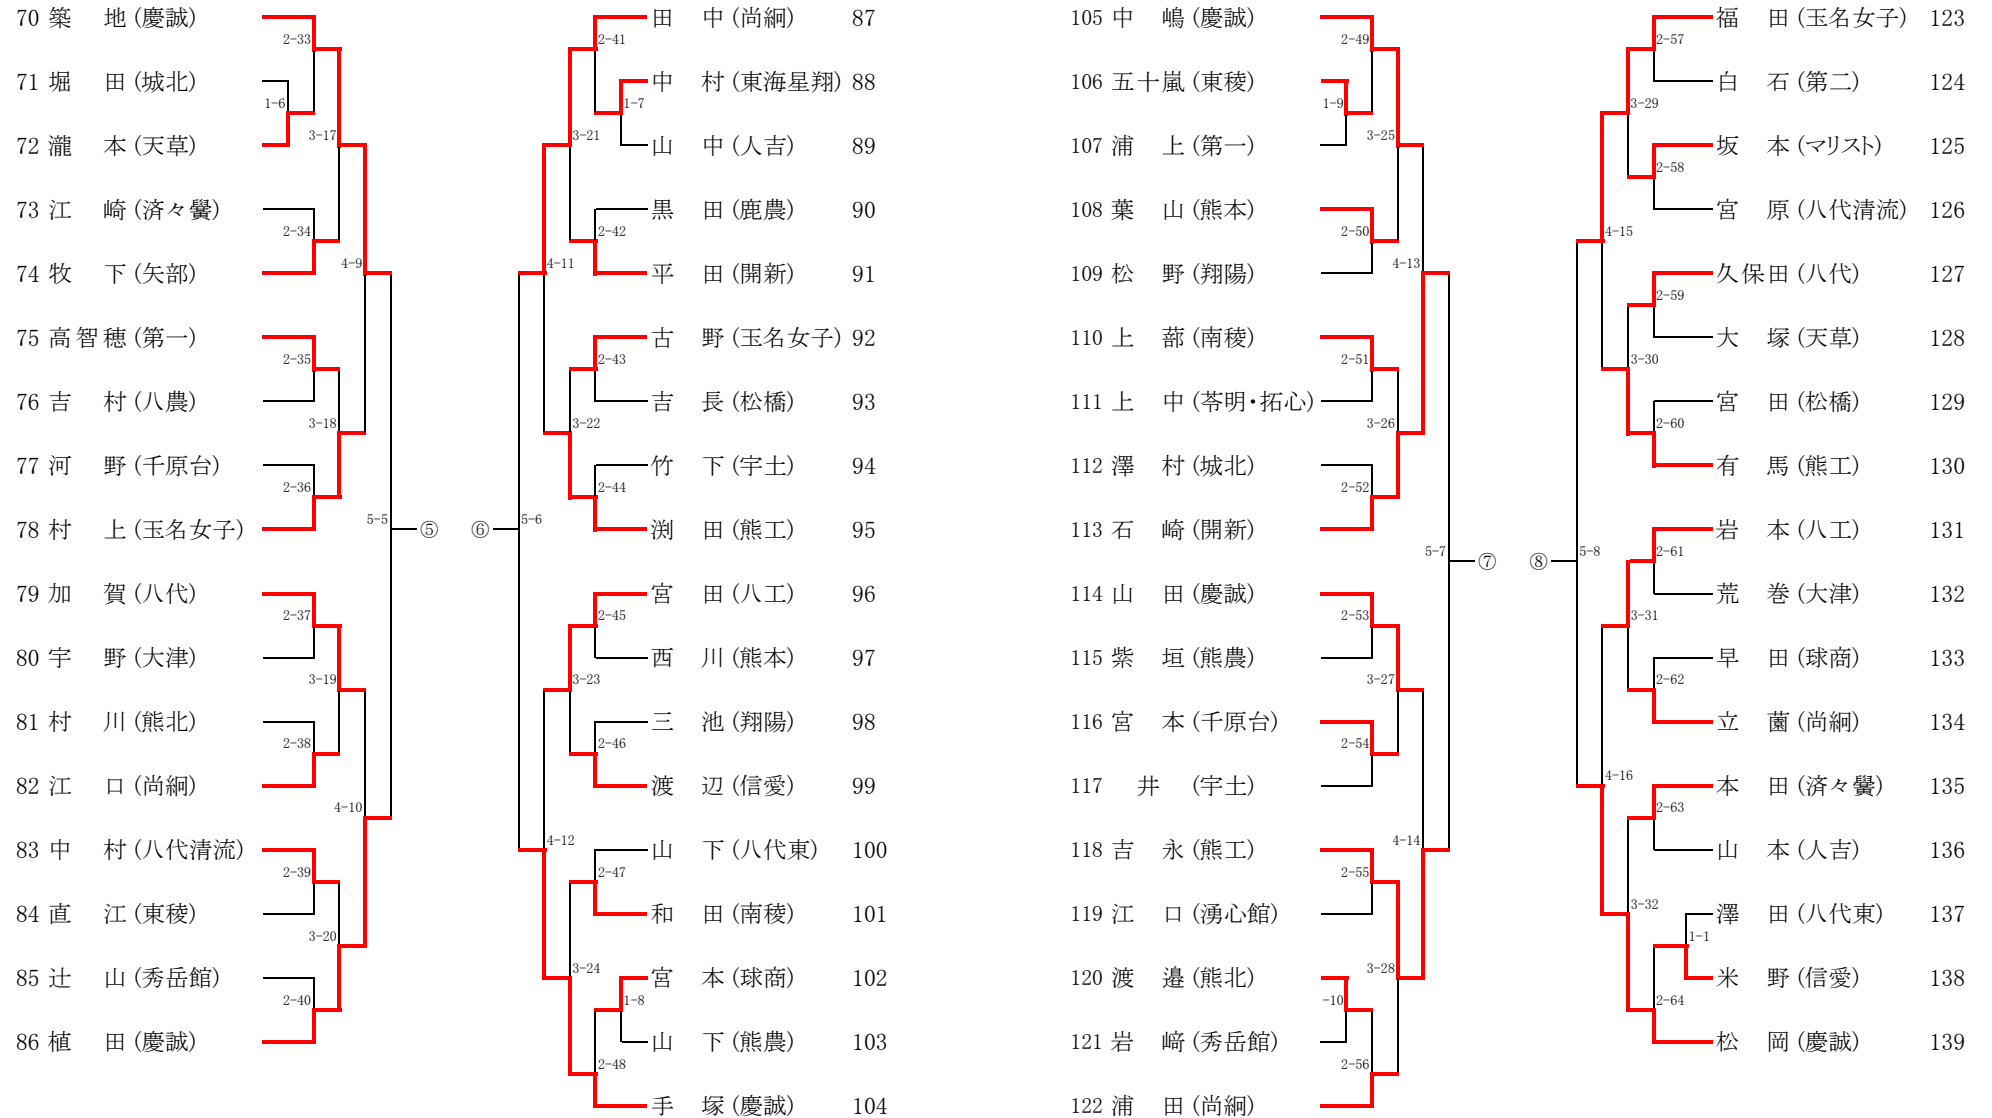 70 築 地 (慶誠)
2-33
71 堀 田 (城北)
1-6
72 瀧 本 (天草)
3-17
73 江 崎 (済々黌)
2-34
74 牧 下 (矢部)
4-9
75 高智穂 (第一)
2-35
76 吉 村 (八農)
3-18
77 河 野 (千原台)
2-36
78 村 上 (玉名女子)
5-5
⑤
79 加 賀 (八代)
2-37
80 宇 野 (大津)
3-19
81 村 川 (熊北)
2-38
82 江 口 (尚絅)
4-10
83 中 村 (八代清流)
2-39
84 直 江 (東稜)
3-20
85 辻 山 (秀岳館)
2-40
86 植 田 (慶誠)
田 中 (尚絅) 87
2-41
中 村 (東海星翔) 88
1-7
山 中 (人吉) 89
3-21
黒 田 (鹿農) 90
2-42
平 田 (開新) 91
4-11
古 野 (玉名女子) 92
2-43
吉 長 (松橋) 93
3-22
竹 下 (宇土) 94
2-44
渕 田 (熊工) 95
⑥
5-6
宮 田 (八工) 96
2-45
西 川 (熊本) 97
3-23
三 池 (翔陽) 98
2-46
渡 辺 (信愛) 99
4-12
山 下 (八代東) 100
2-47
和 田 (南稜) 101
3-24
宮 本 (球商) 102
1-8
山 下 (熊農) 103
2-48
手 塚 (慶誠) 104
105 中 嶋 (慶誠)
2-49
106 五十嵐 (東稜)
1-9
107 浦 上 (第一)
3-25
108 葉 山 (熊本)
2-50
109 松 野 (翔陽)
4-13
110 上 蔀 (南稜)
2-51
111 上 中 (苓明・拓心)
3-26
112 澤 村 (城北)
2-52
113 石 崎 (開新)
5-7
⑦
114 山 田 (慶誠)
2-53
115 紫 垣 (熊農)
3-27
116 宮 本 (千原台)
2-54
117 井 (宇土)
4-14
118 吉 永 (熊工)
2-55
119 江 口 (湧心館)
3-28
120 渡 邉 (熊北)
-10
121 岩 﨑 (秀岳館)
2-56
122 浦 田 (尚絅)
福 田 (玉名女子) 123
2-57
白 石 (第二) 124
3-29
坂 本 (マリスト) 125
2-58
宮 原 (八代清流) 126
4-15
久保田 (八代) 127
2-59
大 塚 (天草) 128
3-30
宮 田 (松橋) 129
2-60
有 馬 (熊工) 130
⑧
5-8
岩 本 (八工) 131
2-61
荒 巻 (大津) 132
3-31
早 田 (球商) 133
2-62
立 薗 (尚絅) 134
4-16
本 田 (済々黌) 135
2-63
山 本 (人吉) 136
3-32
澤 田 (八代東) 137
1-1
米 野 (信愛) 138
2-64
松 岡 (慶誠) 139